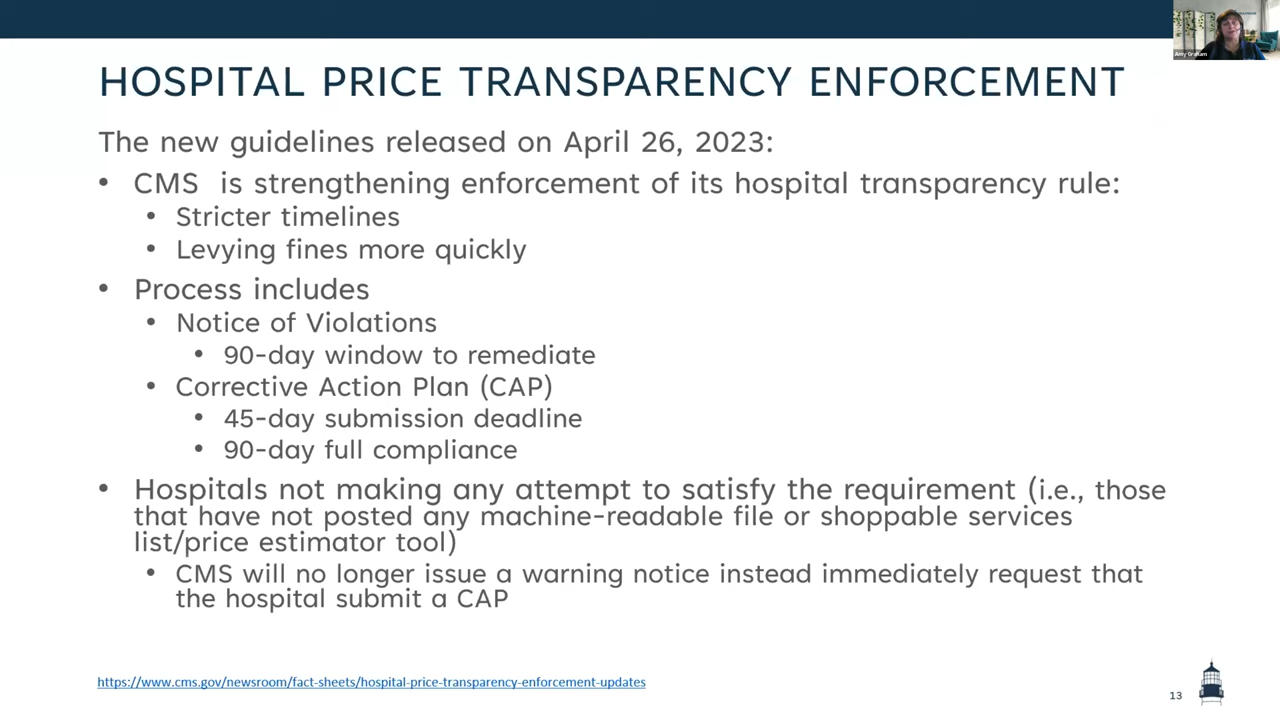 Amy Graham
HOSPITAL PRICE TRANSPARENCY ENFORCEMENT
The new guidelines released on April 26, 2023:
• CMS  is strengthening enforcement of its hospital transparency rule:
• Stricter timelines
• Levying fines more quickly
• Process includes
• Notice of Violations
• 90-day window to remediate
• Corrective Action Plan (CAP)
• 45-day submission deadline
• 90-day full compliance
• Hospitals not making any attempt to satisfy the requirement (i.e., those
that have not posted any machine-readable file or shoppable services
list/price estimator tool)
• CMS will no longer issue a warning notice instead immediately request that
the hospital submit a CAP
https://www.cms.gov/newsroom/fact-sheets/hospital-price-transparency-enforcement-updates
13